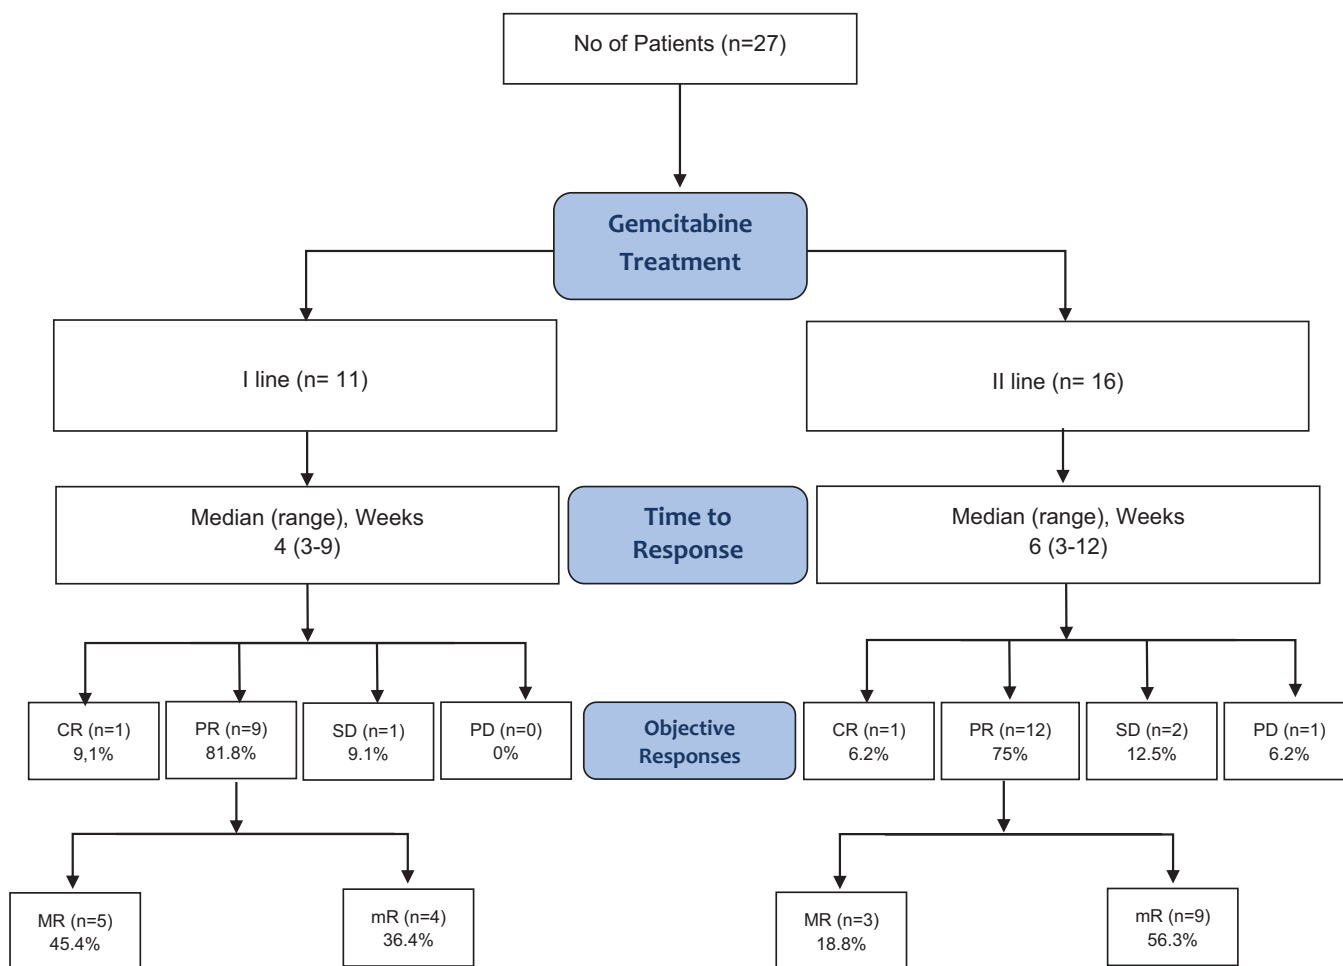 No of Patients (n=27)
Gemcitabine
Treatment
I line (n= 11)
II line (n= 16)
Median (range), Weeks
4 (3-9)
Time to
Response
Median (range), Weeks
6 (3-12)
CR (n=1)
9,1%
PR (n=9)
81.8%
SD (n=1)
9.1%
PD (n=0)
0%
Objective
Responses
CR (n=1)
6.2%
PR (n=12)
75%
SD (n=2)
12.5%
PD (n=1)
6.2%
MR (n=5)
45.4%
mR (n=4)
36.4%
MR (n=3)
18.8%
mR (n=9)
56.3%